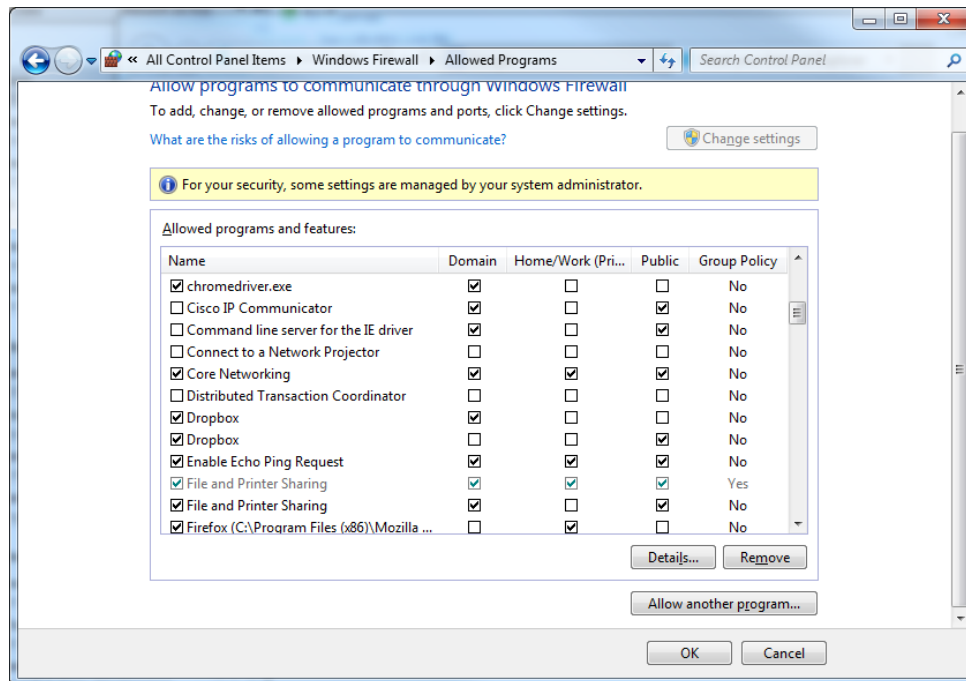 « All Control Panel Items ▸ Windows Firewall ▸ Allowed Programs
Search Control Panel
Allow programs to communicate through Windows Firewall
To add, change, or remove allowed programs and ports, click Change settings.
What are the risks of allowing a program to communicate?
Change settings
For your security, some settings are managed by your system administrator.
Allowed programs and features:
Name Domain Home/Work (Pri... Public Group Policy
chromedriver.exe No
Cisco IP Communicator No
Command line server for the IE driver No
Connect to a Network Projector No
Core Networking No
Distributed Transaction Coordinator No
Dropbox No
Dropbox No
Enable Echo Ping Request No
File and Printer Sharing Yes
File and Printer Sharing No
Firefox (C:\Program Files (x86)\Mozilla ... No
Details... Remove
Allow another program...
OK Cancel